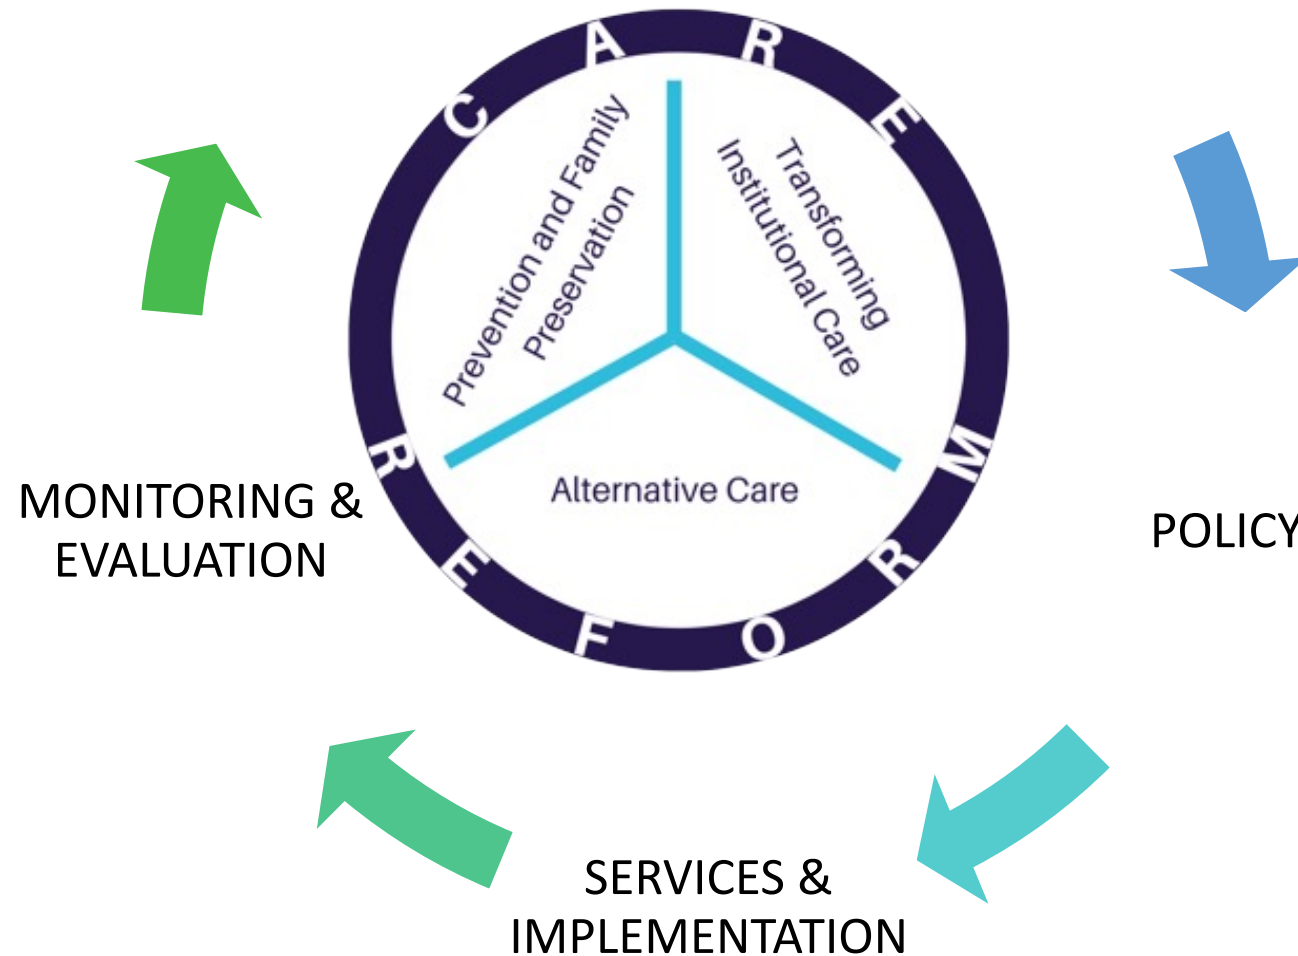 CARE
Prevention and Family
Preservation
Transforming
Institutional Care
Alternative Care
REFORM
MONITORING &
EVALUATION
POLICY
SERVICES &
IMPLEMENTATION